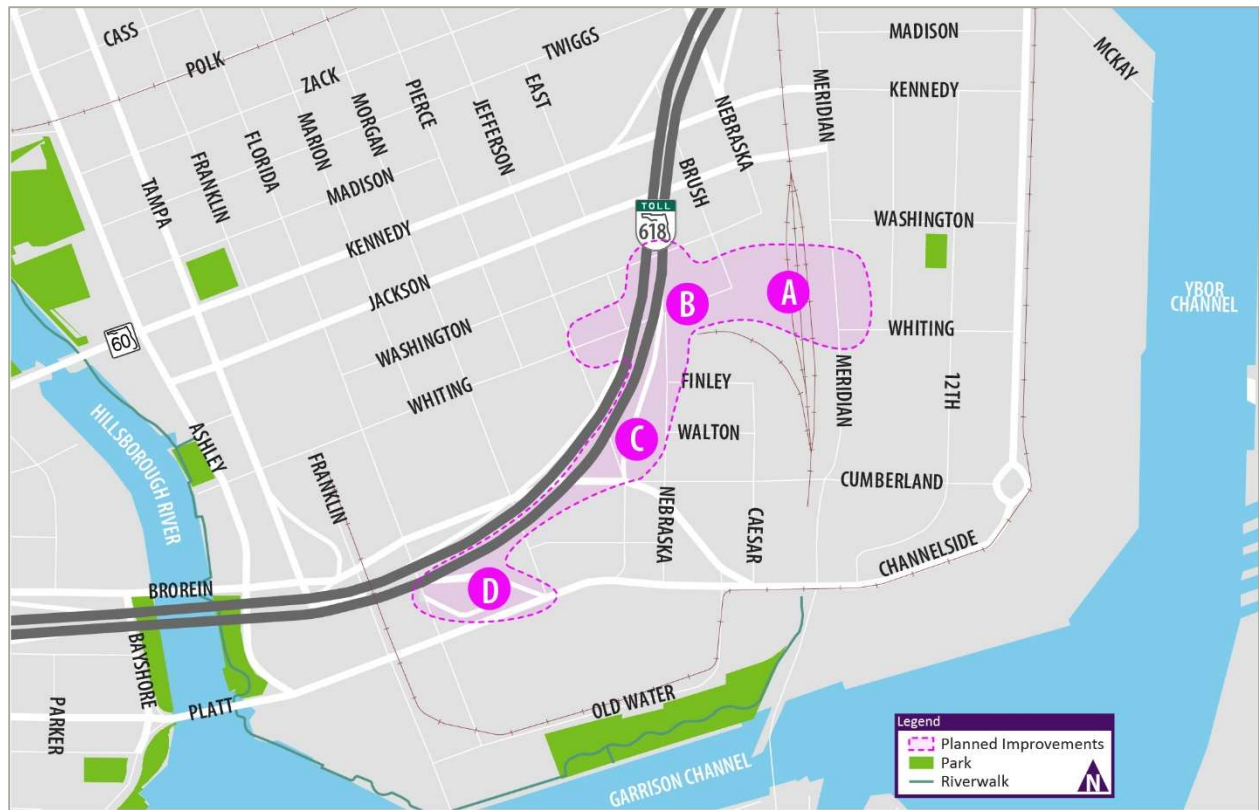 CASS
POLK
ZACK
TWIGGS
MADISON
MCKAY
PIERCE
EAST
MERIDIAN
KENNEDY
MORGAN
JEFFERSON
NEBRASKA
MARION
FLORIDA
FRANKLIN
TAMPA
MADISON
BRUSH
KENNEDY
TOLL
618
WASHINGTON
JACKSON
A
B
YBOR
CHANNEL
60
WASHINGTON
WHITING
WHITING
MERIDIAN
FINLEY
12TH
HILLSBOROUGH RIVER
ASHLEY
C
WALTON
FRANKLIN
CUMBERLAND
NEBRASKA
CAESAR
CHANNELSIDE
BROREIN
D
BAYSHORE
PLATT
PARKER
OLD WATER
GARRISON CHANNEL
Legend
Planned Improvements
Park
Riverwalk
N